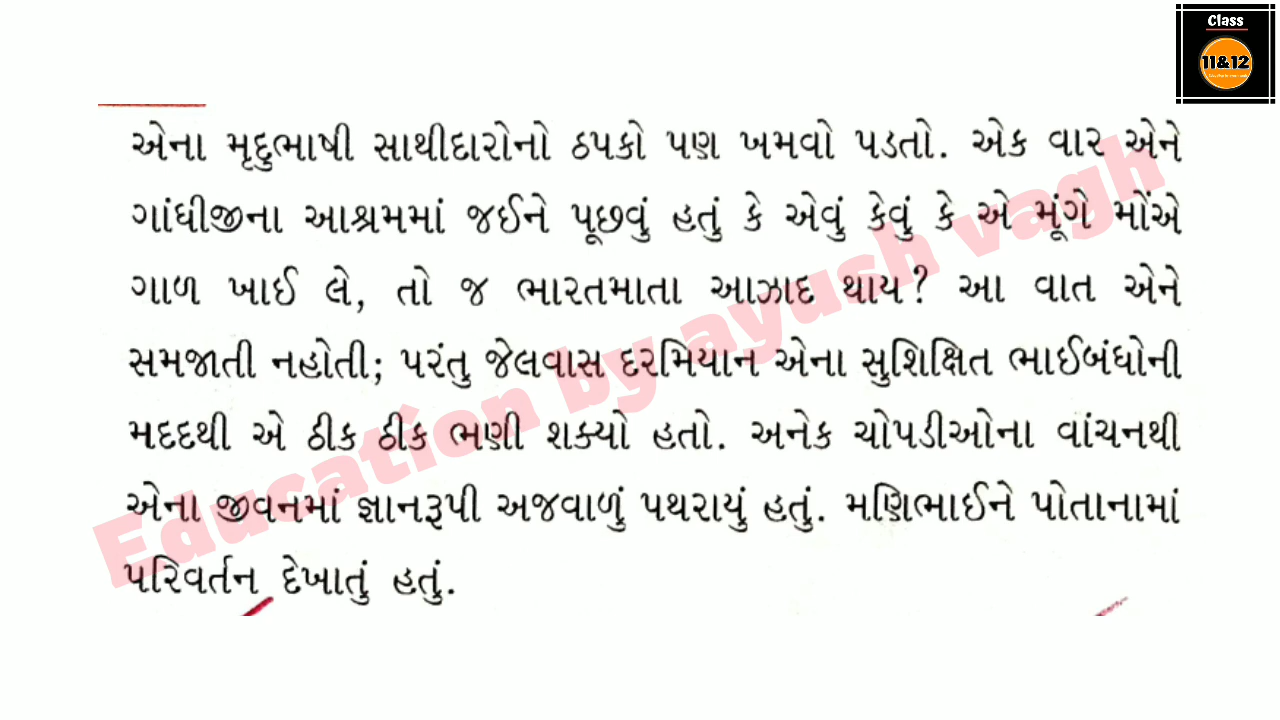 Class
11&12
એના મૃદુભાષી સાથીદારોનો ઠપકો પણ ખમવો પડતો. એક વાર એને
ગાંધીજીના આશ્રમમાં જઈને પૂછવું હતું કે એવું કેવું કે એ મૂંગે મોંએ
ગાળ ખાઈ લે, તો જ ભારતમાતા આઝાદ થાય? આ વાત એને
સમજાતી નહોતી; પરંતુ જેલવાસ દરમિયાન એના સુશિક્ષિત ભાઈબંધોની
મદદથી એ ઠીક ઠીક ભણી શક્યો હતો. અનેક ચોપડીઓના વાંચનથી
એના જીવનમાં જ્ઞાનરૂપી અજવાળું પથરાયું હતું. મણિભાઈને પોતાનામાં
પરિવર્તન દેખાતું હતું.
Education by ayush vagh